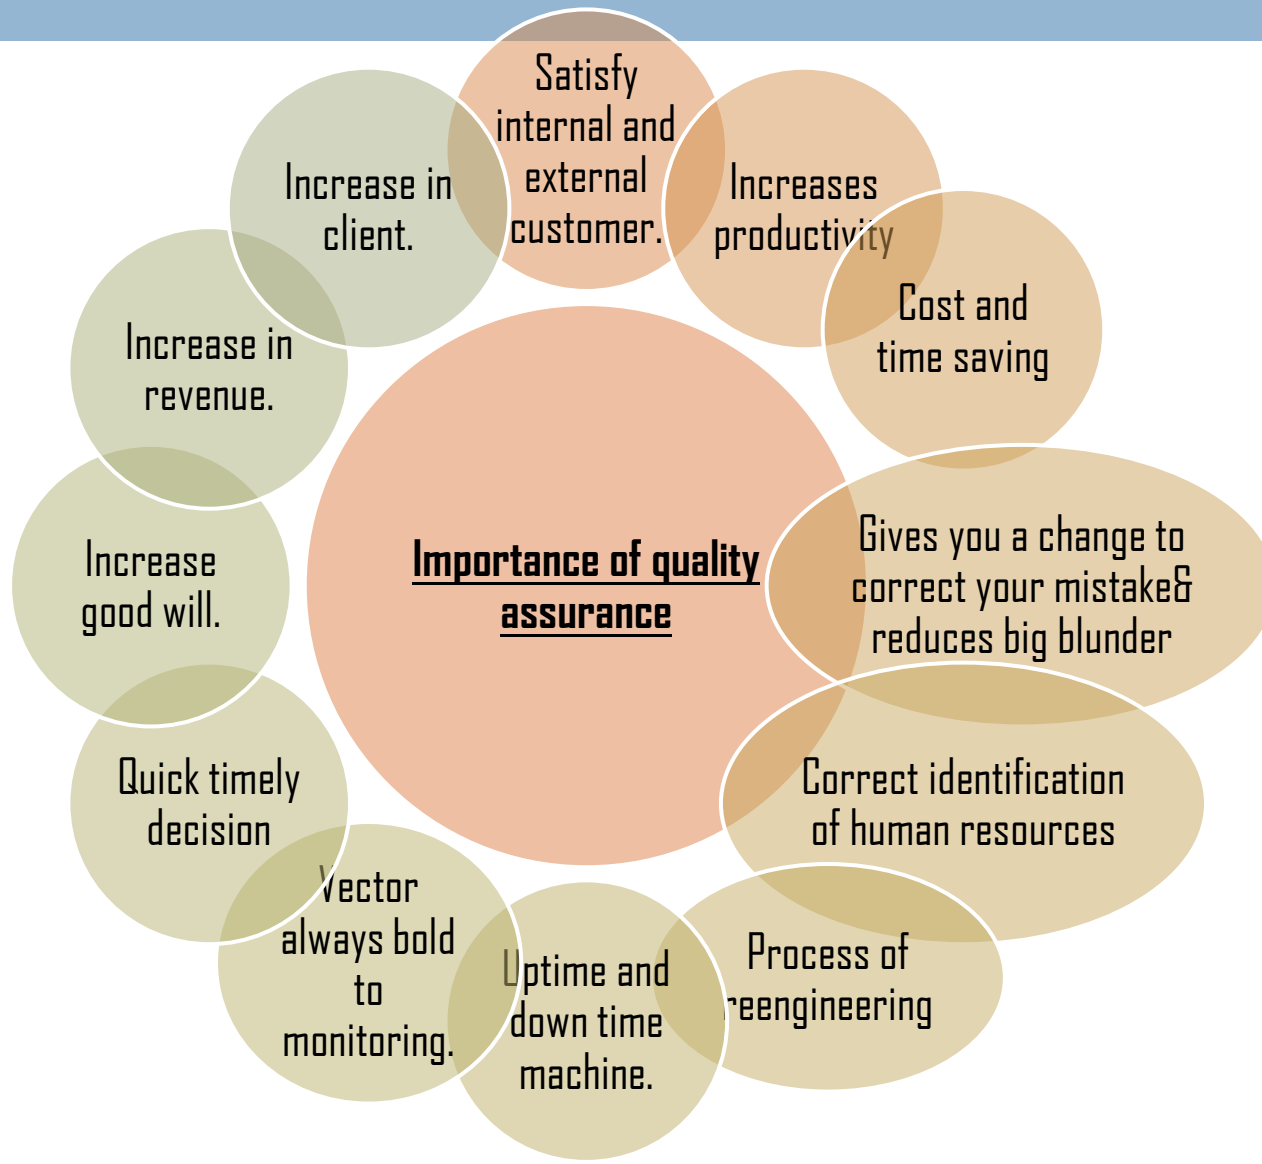 Satisfy
internal and
external
customer.
Increases
productivity
Cost and
time saving
Gives you a change to
correct your mistake&
reduces big blunder
Correct identification
of human resources
Process of
reengineering
Uptime and
down time
machine.
Vector
always bold
to
monitoring.
Quick timely
decision
Increase
good will.
Increase in
revenue.
Increase in
client.
Importance of quality
assurance